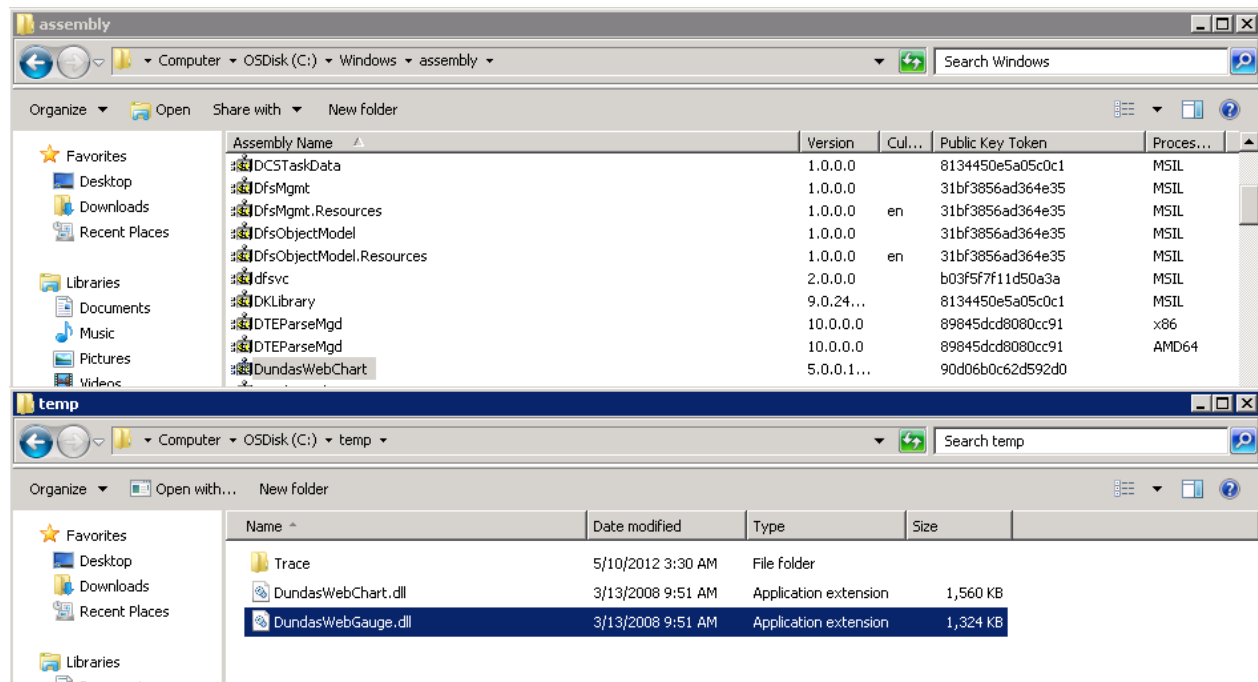 assembly
Computer OSDisk (C:) Windows assembly Search Windows
Organize Open Share with New folder
Assembly Name Version Cul... Public Key Token Proces...
Favorites
Desktop
Downloads
Recent Places
Libraries
Documents
Music
Pictures
Videos
DCSTaskData 1.0.0.0 8134450e5a05c0c1 MSIL
DfsMgmt 1.0.0.0 31bf3856ad364e35 MSIL
DfsMgmt.Resources 1.0.0.0 en 31bf3856ad364e35 MSIL
DfsObjectModel 1.0.0.0 31bf3856ad364e35 MSIL
DfsObjectModel.Resources 1.0.0.0 en 31bf3856ad364e35 MSIL
dfsvc 2.0.0.0 b03f5f7f11d50a3a MSIL
DKLibrary 9.0.24... 8134450e5a05c0c1 MSIL
DTEParseMgd 10.0.0.0 89845dcd8080cc91 x86
DTEParseMgd 10.0.0.0 89845dcd8080cc91 AMD64
DundasWebChart 5.0.0.1... 90d06b0c62d592d0
temp
Computer OSDisk (C:) temp Search temp
Organize Open with... New folder
Favorites
Desktop
Downloads
Recent Places
Libraries
Name Date modified Type Size
Trace 5/10/2012 3:30 AM File folder
DundasWebChart.dll 3/13/2008 9:51 AM Application extension 1,560 KB
DundasWebGauge.dll 3/13/2008 9:51 AM Application extension 1,324 KB